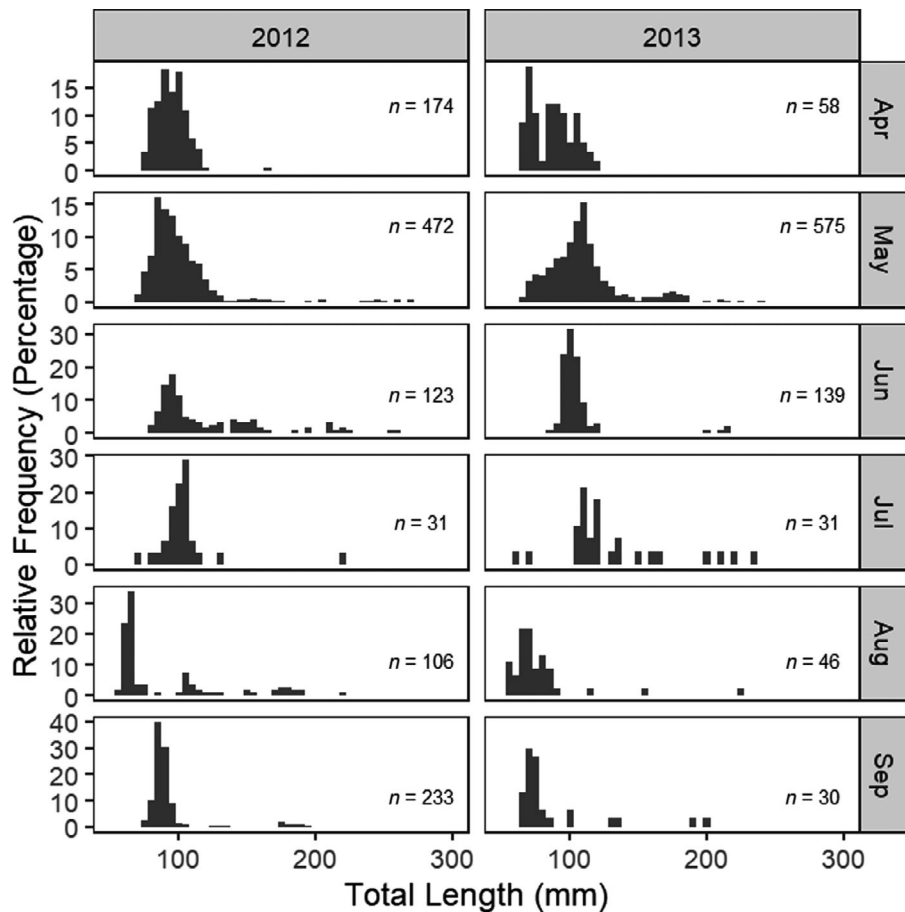 2012 2013
15
10
5
0
n = 174
n = 58
Apr
15
10
5
0
n = 472
n = 575
May
30
20
10
0
n = 123
n = 139
Jun
30
20
10
0
n = 31
n = 31
Jul
30
20
10
0
n = 106
n = 46
Aug
40
30
20
10
0
n = 233
n = 30
Sep
Relative Frequency (Percentage)
100 200 300 100 200 300
Total Length (mm)